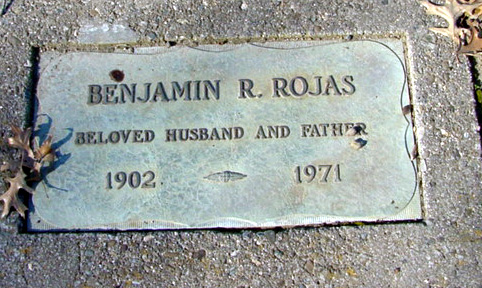 BENJAMIN R. ROJAS
BELOVED HUSBAND AND FATHER
1902 1971